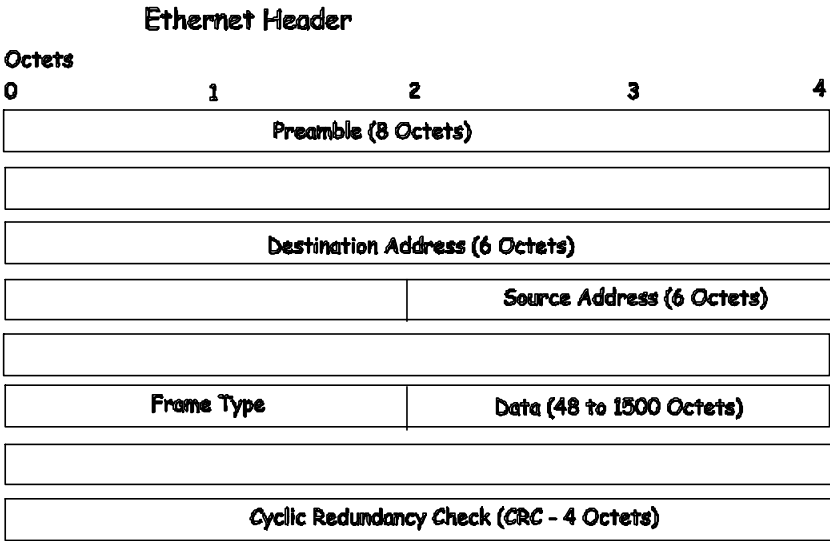 Ethernet Header
Octets
0 1 2 3 4
Preamble (8 Octets)
Destination Address (6 Octets)
Source Address (6 Octets)
Frame Type Data (48 to 1500 Octets)
Cyclic Redundancy Check (CRC - 4 Octets)